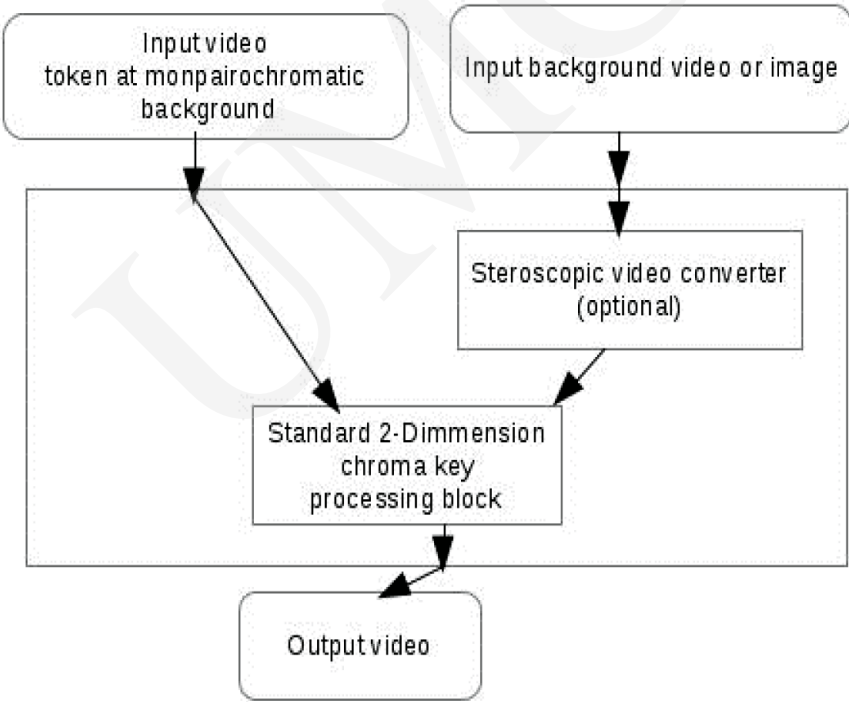 Input video
token at monpairochromatic
background
Input background video or image
Steroscopic video converter
(optional)
Standard 2-Dimmension
chroma key
processing block
Output video